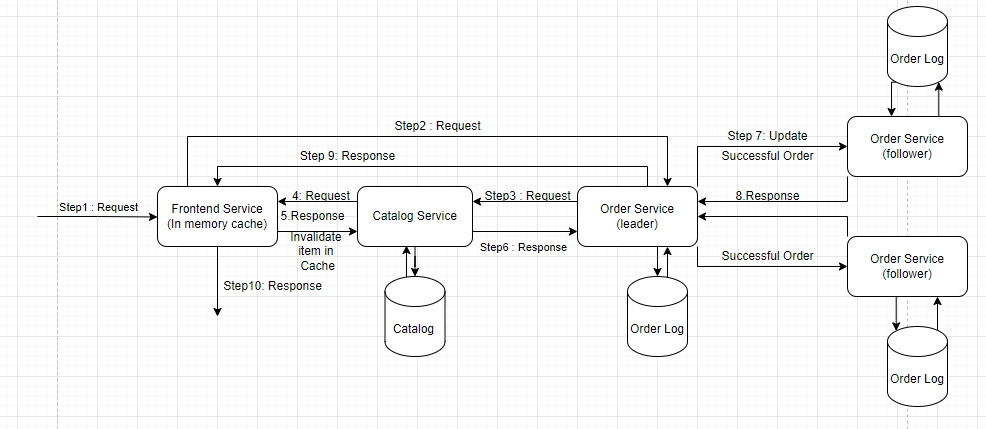 Order Log
Step2 : Request
Step 7: Update
Successful Order
Order Service
(follower)
Step 9: Response
Step1 : Request
Frontend Service
(In memory cache)
4: Request
5.Response
Invalidate
item in
Cache
Catalog Service
Step3 : Request
Step6 : Response
Order Service
(leader)
8.Response
Successful Order
Order Service
(follower)
Step10: Response
Catalog
Order Log
Order Log